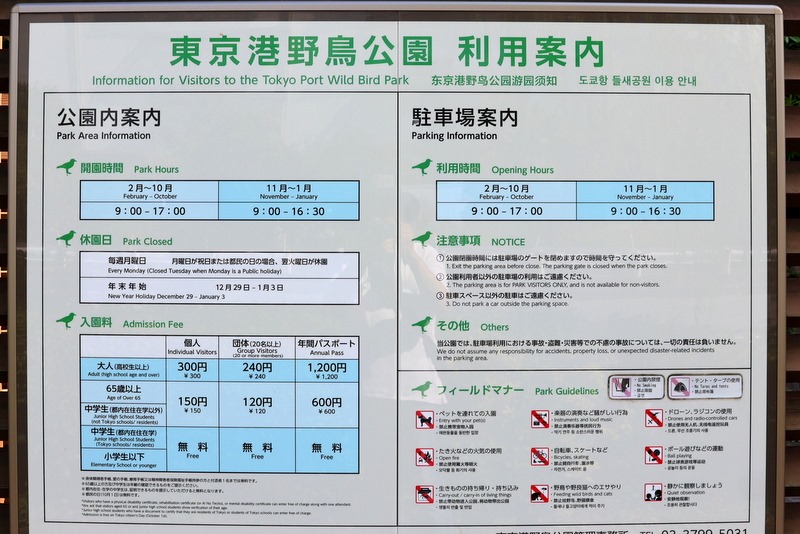 東京港野鳥公園 利用案内
Information for Visitors to the Tokyo Port Wild Bird Park 东京港野鸟公园游园须知 도쿄항 들새공원 이용 안내
公園内案内
Park Area Information
開園時間 Park Hours
2月～10月 11月～1月
February - October November - January
9：00 - 17：00 9：00 - 16：30
休園日 Park Closed
毎週月曜日 月曜日が祝日または都民の日の場合、翌火曜日が休園
Every Monday (Closed Tuesday when Monday is a Public holiday)
年末年始 12月29日 - 1月3日
New Year Holiday December 29 - January 3
入園料 Admission Fee
個人 団体(20名以上) 年間パスポート
Individual Visitors Group Visitors Annual Pass
(20 or more members)
大人(高校生以上) 300円 240円 1,200円
Adult (high school age and over) ¥ 300 ¥ 240 ¥ 1,200
65歳以上
Age of Over 65
中学生(都内在住在学以外)
Junior High School Students
(not Tokyo schools/ residents)
150円 120円 600円
¥ 150 ¥ 120 ¥ 600
中学生(都内在住在学)
Junior High School Students
(Tokyo schools/ residents)
小学生以下
Elementary School or younger
無料 無料 無料
Free Free Free
駐車場案内
Parking Information
利用時間 Opening Hours
2月～10月 11月～1月
February - October November - January
9：00 - 17：00 9：00 - 16：30
注意事項 NOTICE
① 公園閉園時間には駐車場のゲートを閉めますので時間を守ってください。
1. Exit the parking area before close. The parking gate is closed when the park closes.
② 公園利用者以外の駐車場の利用はご遠慮ください。
2. The parking area is for PARK VISITORS ONLY, and is not available for non-visitors.
③ 駐車スペース以外の駐車はご遠慮ください。
3. Do not park a car outside the parking space.
その他 Others
当公園では、駐車場利用における事故・盗難・災害等での不慮の事故については、一切の責任は負いません。
We do not assume any responsibility for accidents, property loss, or unexpected disaster-related incidents
in the parking area.
フィールドマナー Park Guidelines
公園内禁煙
No Smoking
テント・タープの使用
No Tarps and tents
ペットを連れての入園
Entry with your pet(s)
楽器の演奏など騒がしい行為
Instruments and loud music
ドローン、ラジコンの使用
Drones and radio-controlled cars
たき火などの火気の使用
Open fire
自転車、スケートなど
Bicycles, skating
ボール遊びなどの運動
Ball playing
生きものの持ち帰り・持ち込み
Carry-out / carry-in of living things
野鳥や野良猫へのエサやり
Feeding wild birds and cats
静かに観察しましょう
Quiet observation